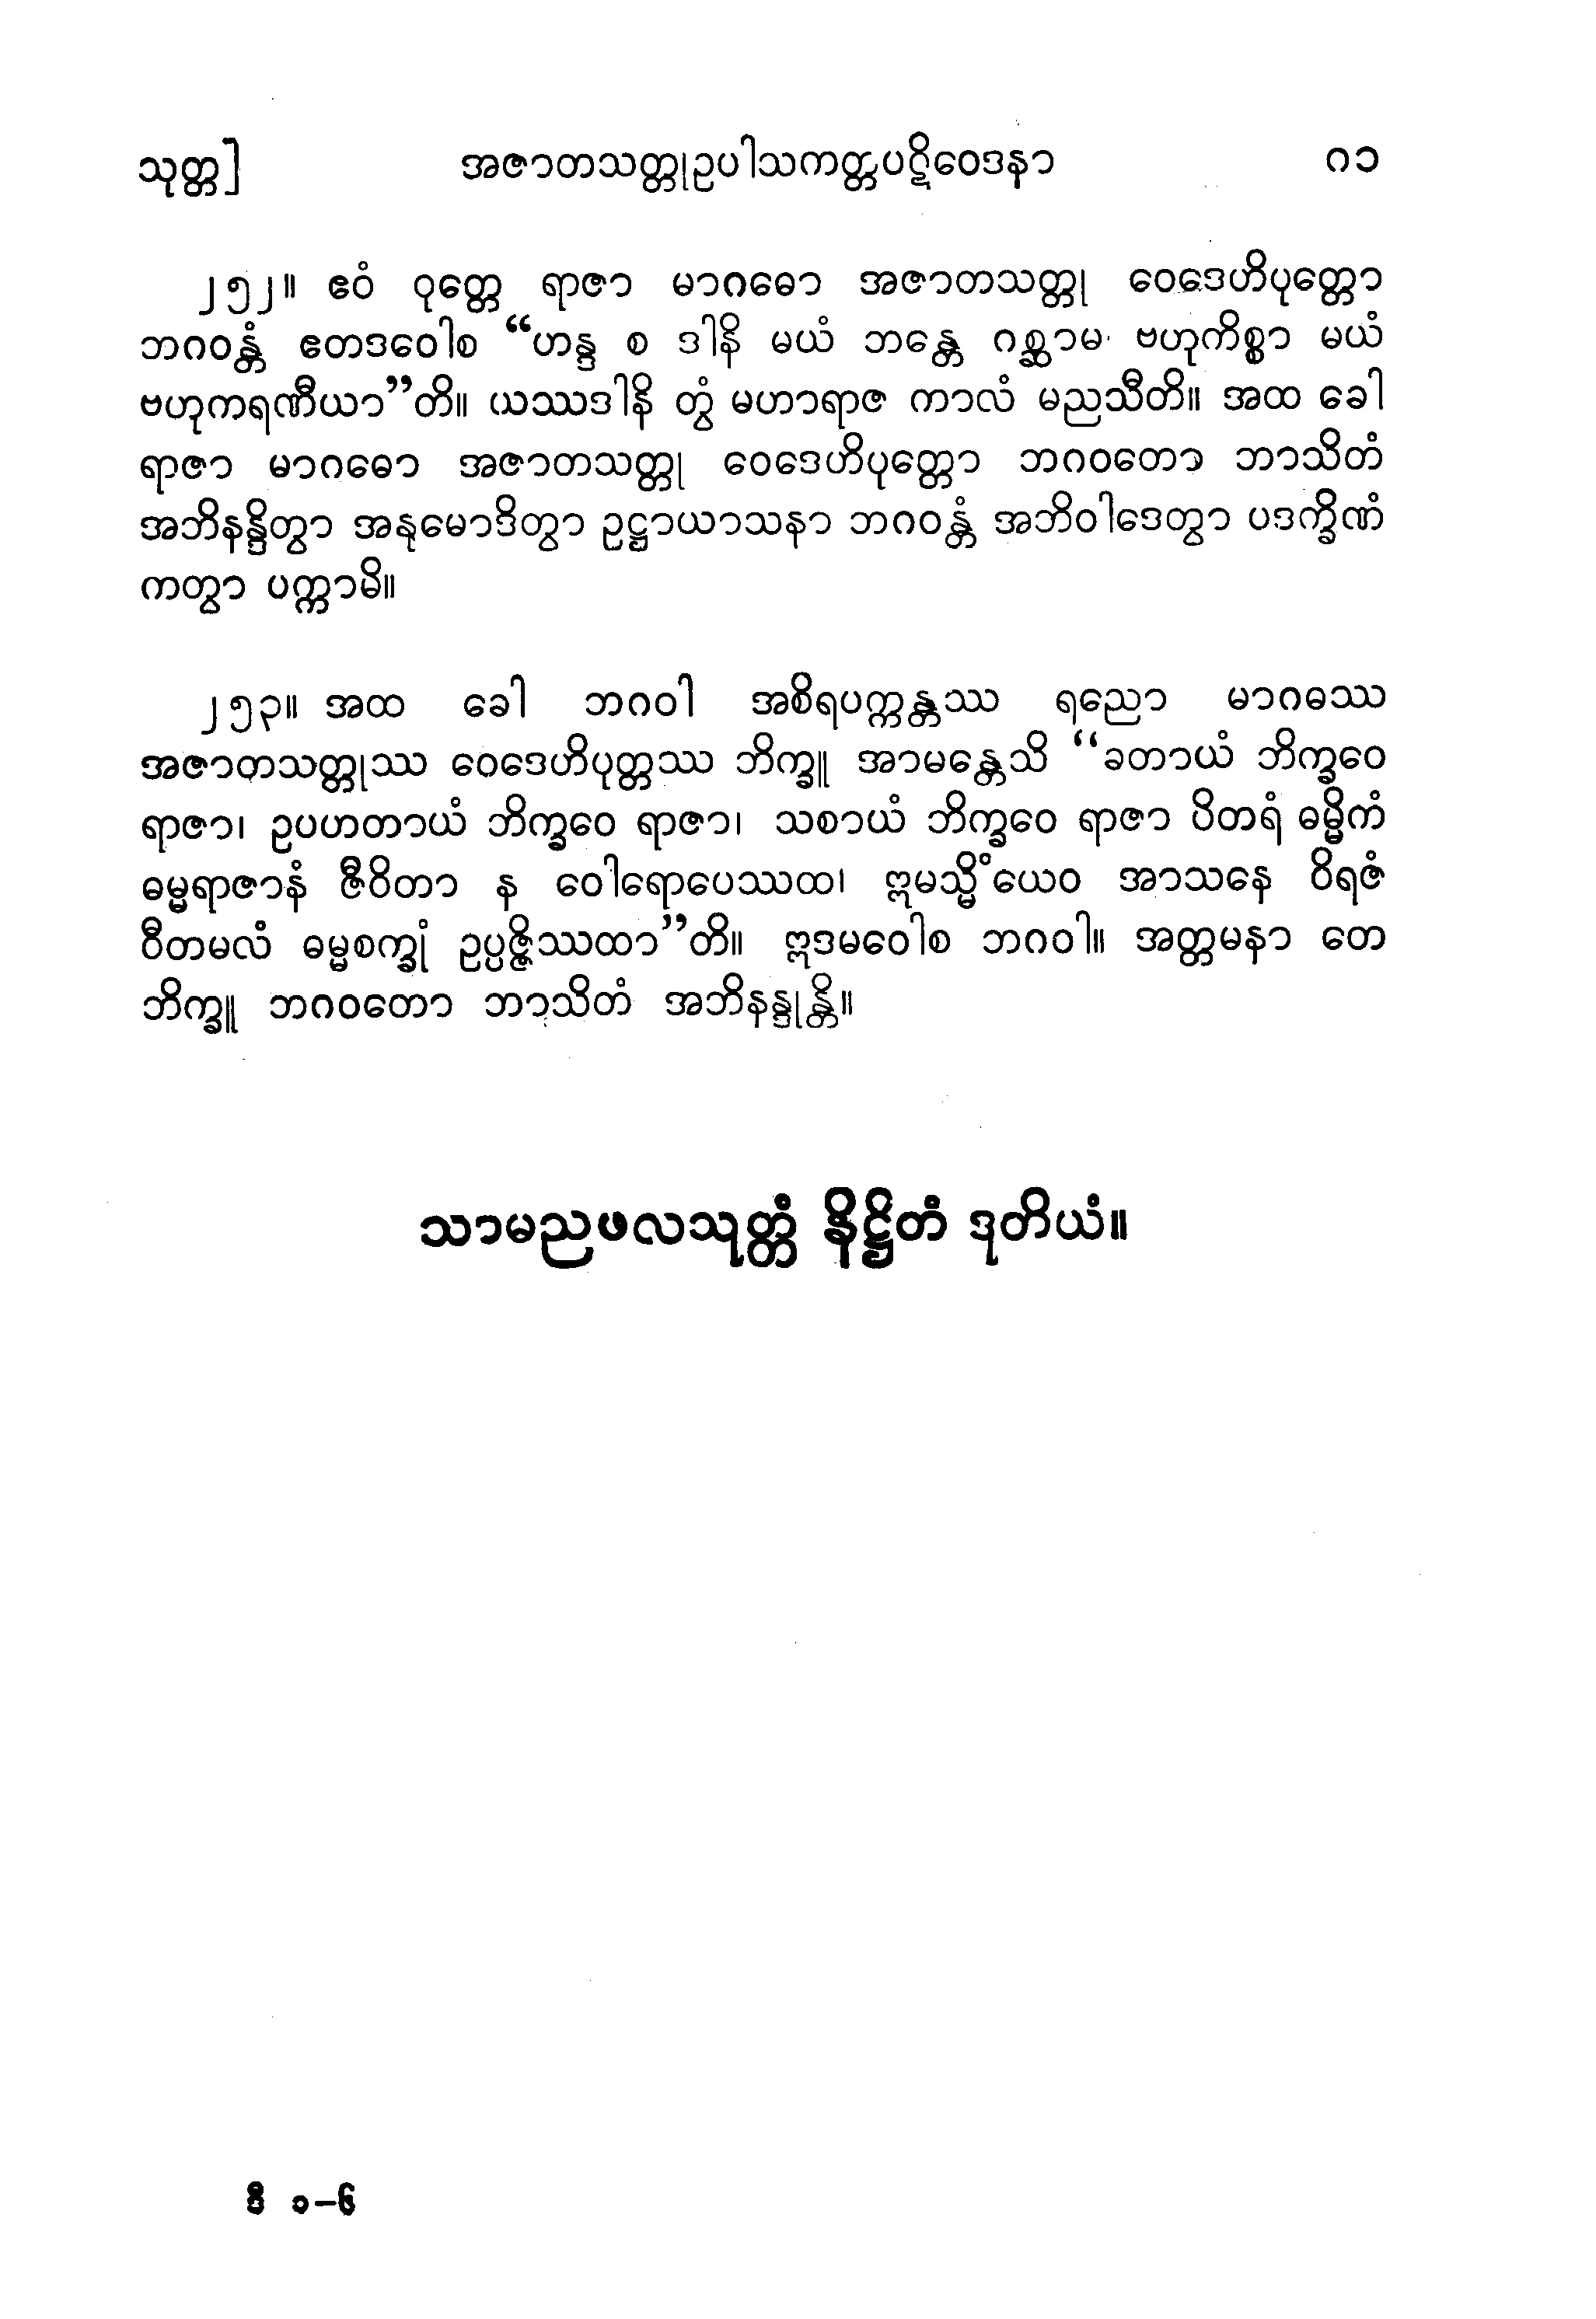 သုတ္တ] အဇာတသတ္တုဥပါသကတ္တပဋိဝေဒနာ ၈၁
၂၅၂။ ဧဝံ ဝုတ္တေ ရာဇာ မာဂဓော အဇာတသတ္တု ဝေဒေဟိပုတ္တော
ဘဂဝန္တံ ဧတဒဝေါစ “ဟန္ဒ စ ဒါနိ မယံ ဘန္တေ ဂစ္ဆာမ ဗဟုကိစ္စာ မယံ
ဗဟုကရဏီယာ”တိ။ ယဿဒါနိ တွံ မဟာရာဇ ကာလံ မညသီတိ။ အထ ခေါ
ရာဇာ မာဂဓော အဇာတသတ္တု ဝေဒေဟိပုတ္တော ဘဂဝတော ဘာသိတံ
အဘိနန္ဒိတွာ အနုမောဒိတွာ ဥဋ္ဌာယာသနာ ဘဂဝန္တံ အဘိဝါဒေတွာ ပဒက္ခိဏံ
ကတွာ ပက္ကာမိ။
၂၅၃။ အထ ခေါ ဘဂဝါ အစိရပက္ကန္တဿ ရညော မာဂဓဿ
အဇာတသတ္တုဿ ဝေဒေဟိပုတ္တဿ ဘိက္ခူ အာမန္တေသိ “ခတာယံ ဘိက္ခဝေ
ရာဇာ၊ ဥပဟတာယံ ဘိက္ခဝေ ရာဇာ၊ သစာယံ ဘိက္ခဝေ ရာဇာ ပိတရံ ဓမ္မိကံ
ဓမ္မရာဇာနံ ဇီဝိတာ န ဝေါရောပေဿထ၊ ဣမသ္မိံယေဝ အာသနေ ဝိရဇံ
ဝီတမလံ ဓမ္မစက္ခုံ ဥပ္ပဇ္ဇိဿထာ”တိ။ ဣဒမဝေါစ ဘဂဝါ။ အတ္တမနာ တေ
ဘိက္ခူ ဘဂဝတော ဘာသိတံ အဘိနန္ဒုန္တိ။
သာမညဖလသုတ္တံ နိဋ္ဌိတံ ဒုတိယံ။
ဒီ ၁-၆